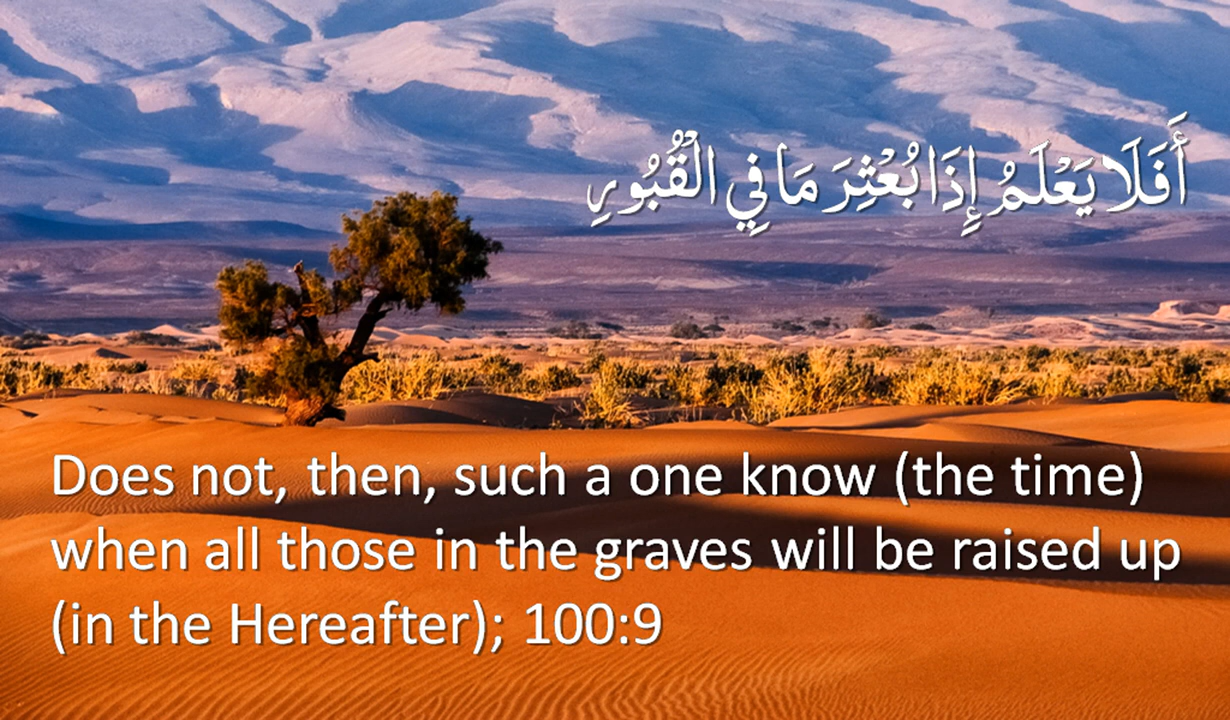 أَفَلَا يَعْلَمُ إِذَا بُعْثِرَ مَا فِي الْقُبُورِ
Does not, then, such a one know (the time)
when all those in the graves will be raised up
(in the Hereafter); 100:9